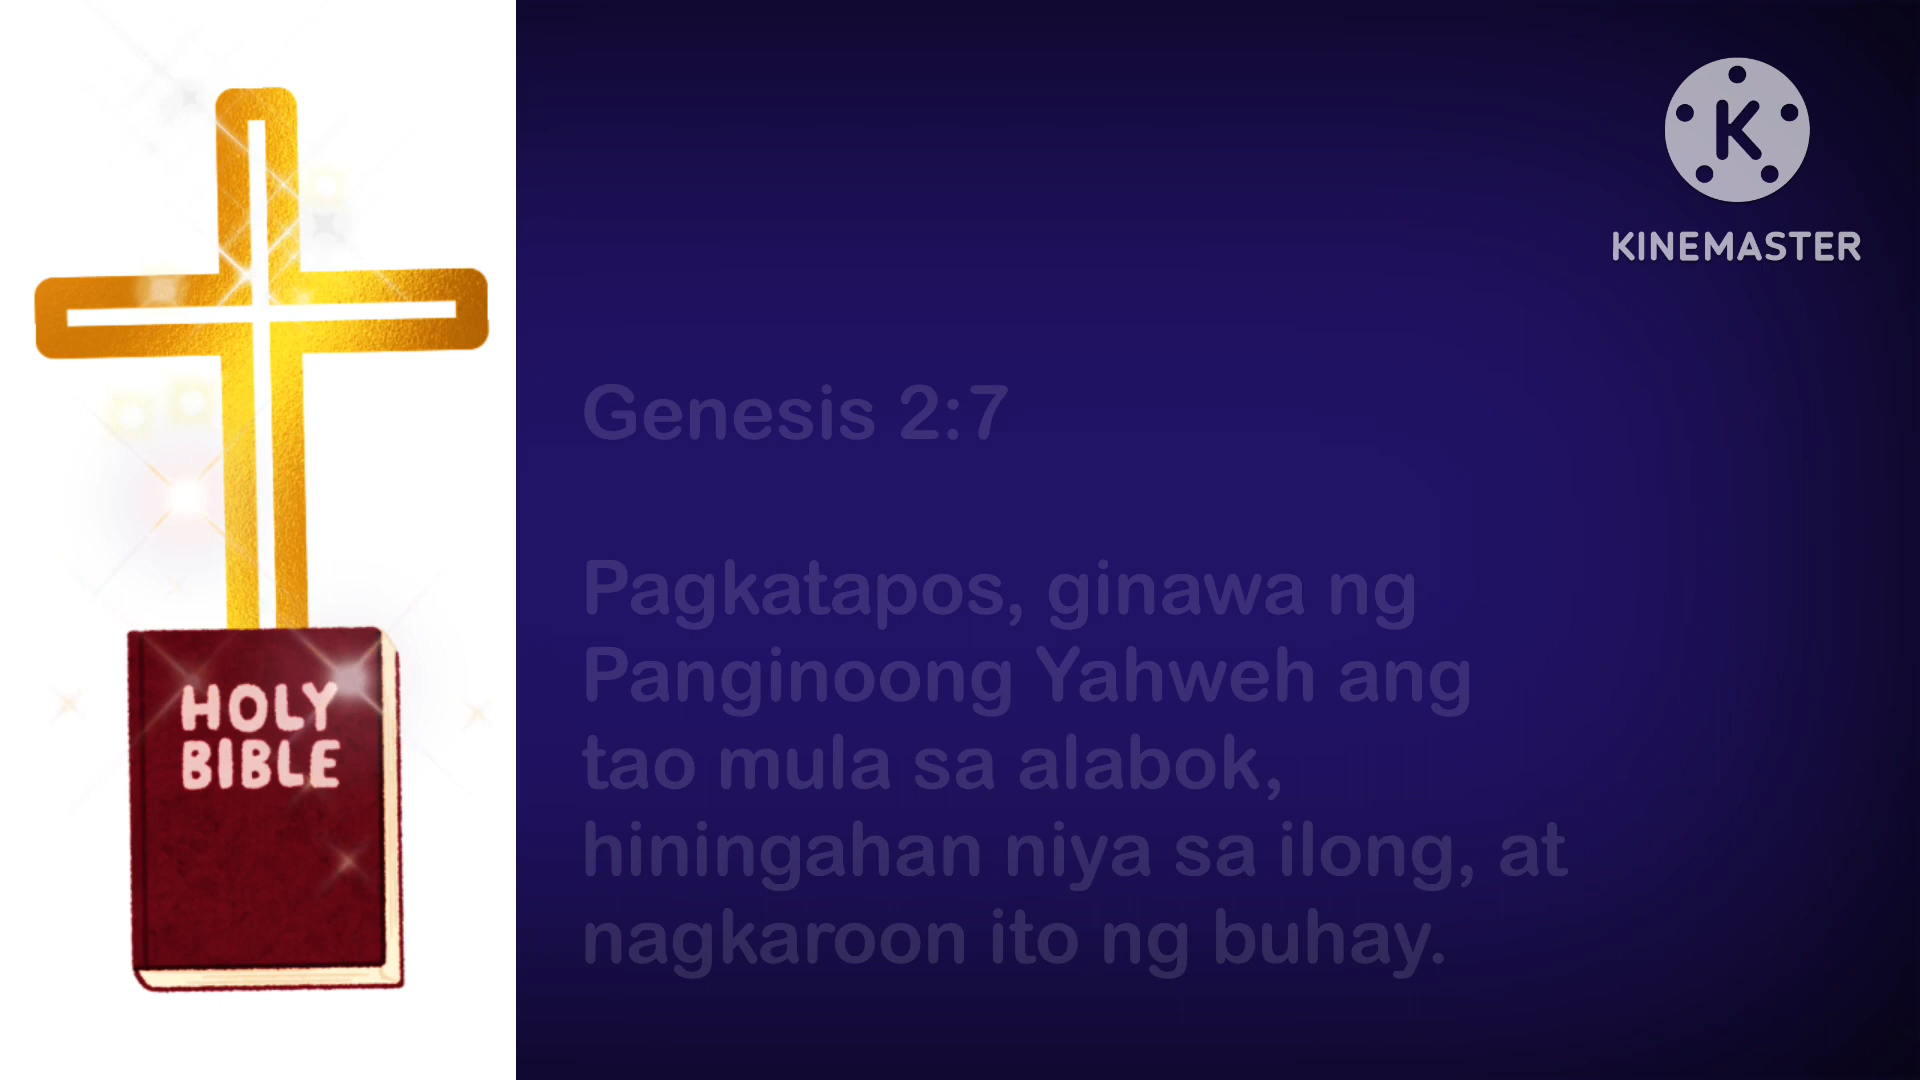 KINEMASTER
Genesis 2:7
Pagkatapos, ginawa ng
Panginoong Yahweh ang
tao mula sa alabok,
hiningahan niya sa ilong, at
nagkaroon ito ng buhay.
HOLY
BIBLE